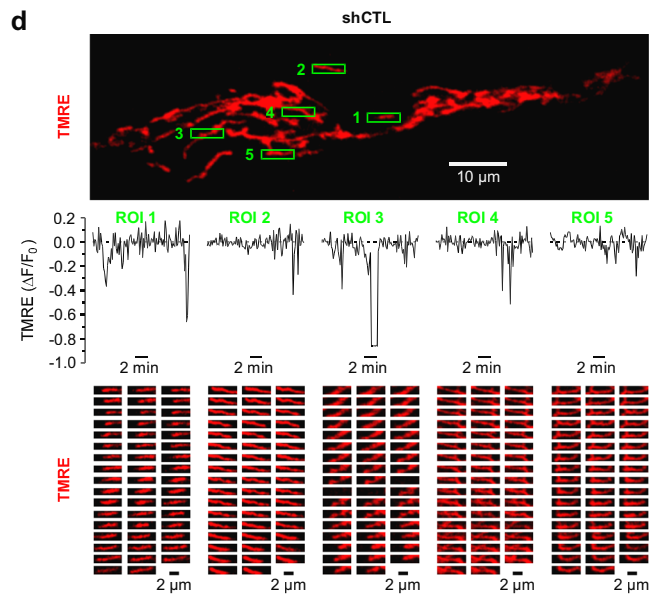 d
shCTL
TMRE
2
4
1
3
5
10 μm
ROI 1 ROI 2 ROI 3 ROI 4 ROI 5
TMRE (ΔF/F0)
0.2
0.0
-0.2
-0.4
-0.6
-0.8
-1.0
2 min 2 min 2 min 2 min 2 min
TMRE
2 μm 2 μm 2 μm 2 μm 2 μm